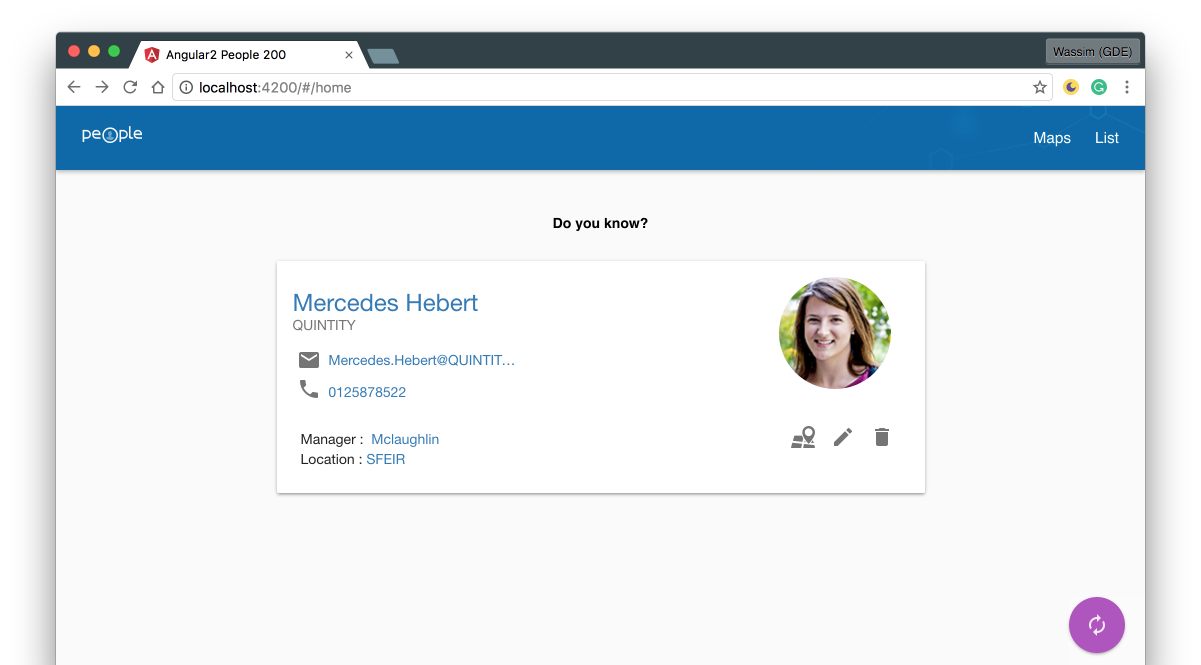 Angular2 People 200
Wassim (GDE)
localhost:4200/#/home
people
Maps
List
Do you know?
Mercedes Hebert
QUINTITY
Mercedes.Hebert@QUINTIT...
0125878522
Manager : Mclaughlin
Location : SFEIR